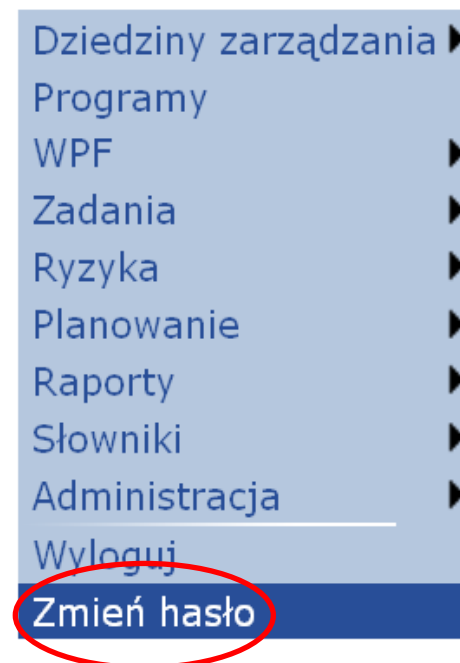 Dziedziny zarządzania
Programy
WPF
Zadania
Ryzyka
Planowanie
Raporty
Słowniki
Administracja
Wyloguj
Zmień hasło